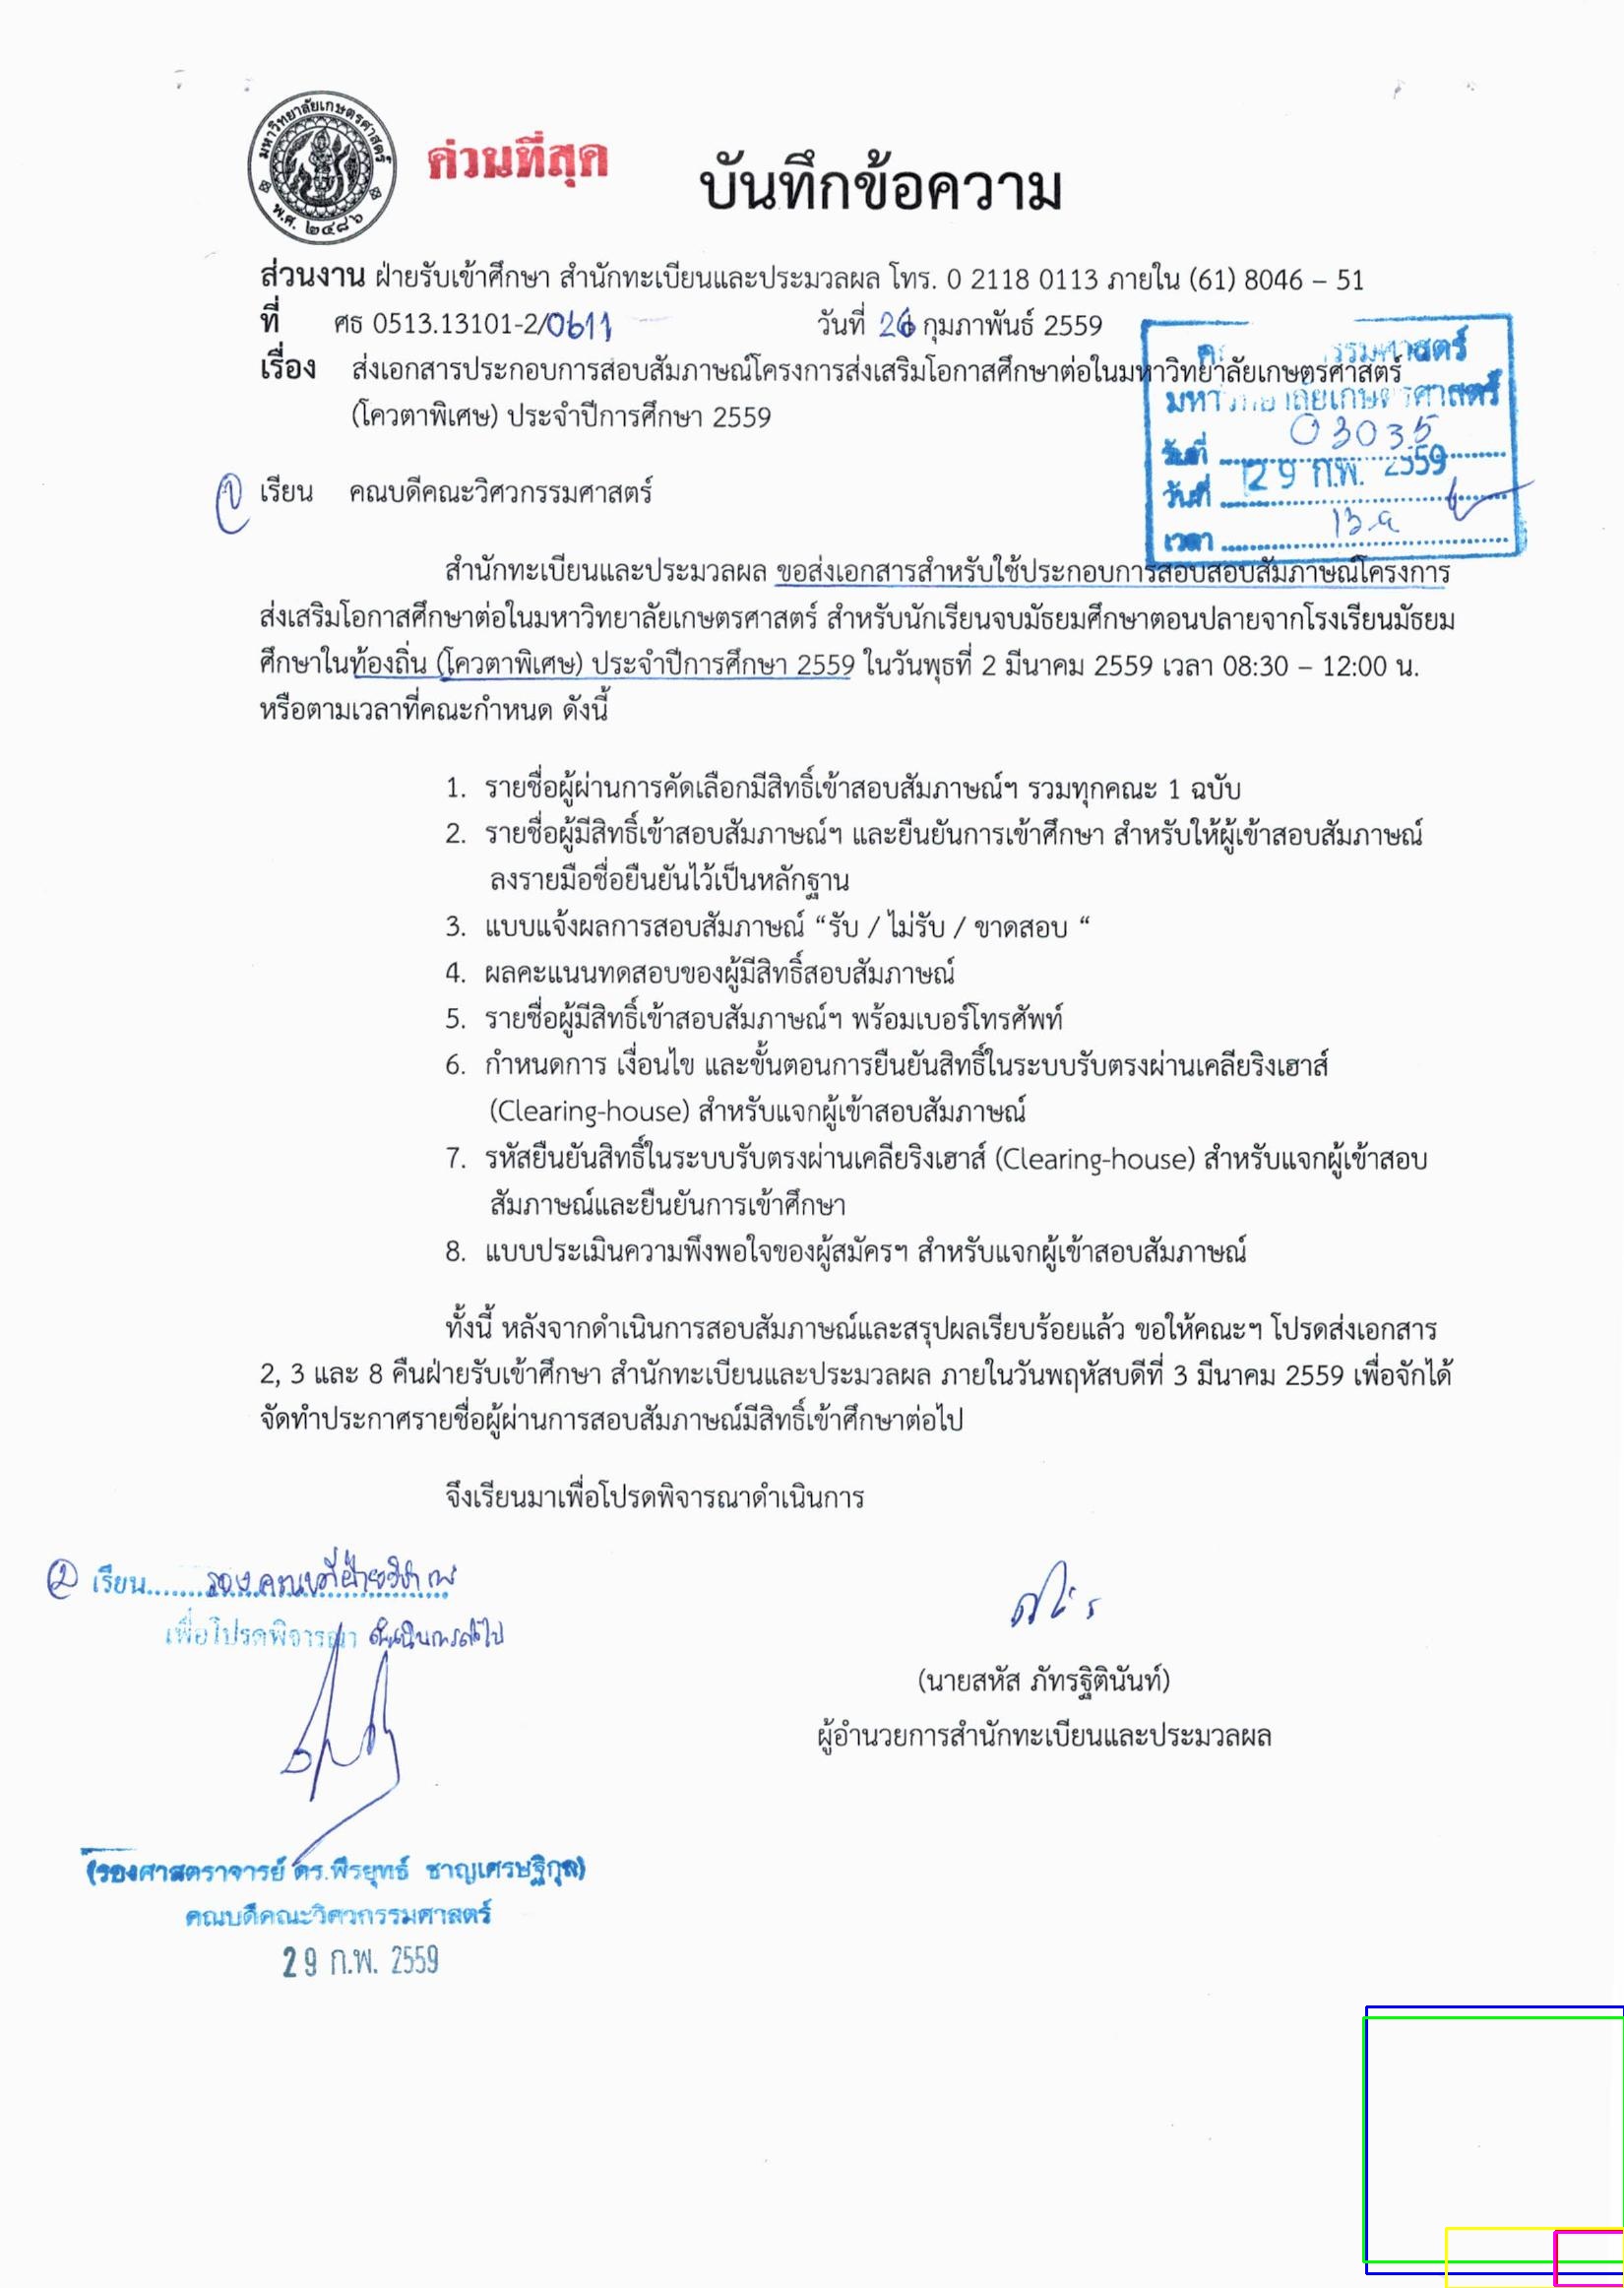 มหาวิทยาลัยเกษตรศาสตร์
พ.ศ. ๒๔๘๖
ด่วนที่สุด
บันทึกข้อความ
ส่วนงาน ฝ่ายรับเข้าศึกษา สำนักทะเบียนและประมวลผล โทร. 0 2118 0113 ภายใน (61) 8046 – 51
ที่ ศธ 0513.13101-2/0611 วันที่ 26 กุมภาพันธ์ 2559
เรื่อง ส่งเอกสารประกอบการสอบสัมภาษณ์โครงการส่งเสริมโอกาสศึกษาต่อในมหาวิทยาลัยเกษตรศาสตร์
(โควตาพิเศษ) ประจำปีการศึกษา 2559
มหาวิทยาลัยเกษตรศาสตร์
03035
วันที่ 29 ก.พ. 2559
เวลา
① เรียน คณบดีคณะวิศวกรรมศาสตร์
สำนักทะเบียนและประมวลผล ขอส่งเอกสารสำหรับใช้ประกอบการสอบสอบสัมภาษณ์โครงการ
ส่งเสริมโอกาสศึกษาต่อในมหาวิทยาลัยเกษตรศาสตร์ สำหรับนักเรียนจบมัธยมศึกษาตอนปลายจากโรงเรียนมัธยม
ศึกษาในท้องถิ่น (โควตาพิเศษ) ประจำปีการศึกษา 2559 ในวันพุธที่ 2 มีนาคม 2559 เวลา 08:30 – 12:00 น.
หรือตามเวลาที่คณะกำหนด ดังนี้
1. รายชื่อผู้ผ่านการคัดเลือกมีสิทธิ์เข้าสอบสัมภาษณ์ฯ รวมทุกคณะ 1 ฉบับ
2. รายชื่อผู้มีสิทธิ์เข้าสอบสัมภาษณ์ฯ และยืนยันการเข้าศึกษา สำหรับให้ผู้เข้าสอบสัมภาษณ์
ลงรายมือชื่อยืนยันไว้เป็นหลักฐาน
3. แบบแจ้งผลการสอบสัมภาษณ์ “รับ / ไม่รับ / ขาดสอบ “
4. ผลคะแนนทดสอบของผู้มีสิทธิ์สอบสัมภาษณ์
5. รายชื่อผู้มีสิทธิ์เข้าสอบสัมภาษณ์ฯ พร้อมเบอร์โทรศัพท์
6. กำหนดการ เงื่อนไข และขั้นตอนการยืนยันสิทธิ์ในระบบรับตรงผ่านเคลียริงเฮาส์
(Clearing-house) สำหรับแจกผู้เข้าสอบสัมภาษณ์
7. รหัสยืนยันสิทธิ์ในระบบรับตรงผ่านเคลียริงเฮาส์ (Clearing-house) สำหรับแจกผู้เข้าสอบ
สัมภาษณ์และยืนยันการเข้าศึกษา
8. แบบประเมินความพึงพอใจของผู้สมัครฯ สำหรับแจกผู้เข้าสอบสัมภาษณ์
ทั้งนี้ หลังจากดำเนินการสอบสัมภาษณ์และสรุปผลเรียบร้อยแล้ว ขอให้คณะฯ โปรดส่งเอกสาร
2, 3 และ 8 คืนฝ่ายรับเข้าศึกษา สำนักทะเบียนและประมวลผล ภายในวันพฤหัสบดีที่ 3 มีนาคม 2559 เพื่อจักได้
จัดทำประกาศรายชื่อผู้ผ่านการสอบสัมภาษณ์มีสิทธิ์เข้าศึกษาต่อไป
จึงเรียนมาเพื่อโปรดพิจารณาดำเนินการ
② เรียน รองคณบดีฝ่ายวิชาการ
เพื่อโปรดพิจารณา ดำเนินการต่อไป
(นายสหัส ภัทรฐิตินันท์)
ผู้อำนวยการสำนักทะเบียนและประมวลผล
(รองศาสตราจารย์ ดร.พีรยุทธ์ ชาญเศรษฐิกุล)
คณบดีคณะวิศวกรรมศาสตร์
29 ก.พ. 2559